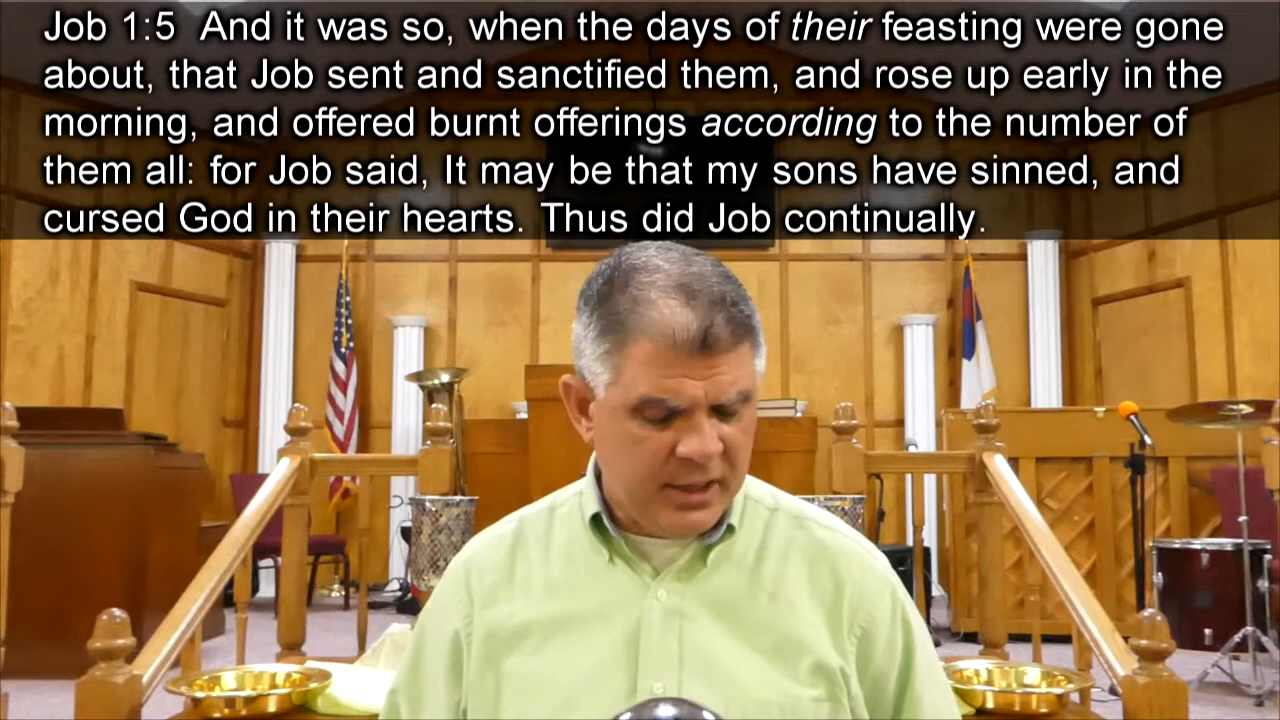 Job 1:5 And it was so, when the days of their feasting were gone
about, that Job sent and sanctified them, and rose up early in the
morning, and offered burnt offerings according to the number of
them all: for Job said, It may be that my sons have sinned, and
cursed God in their hearts. Thus did Job continually.